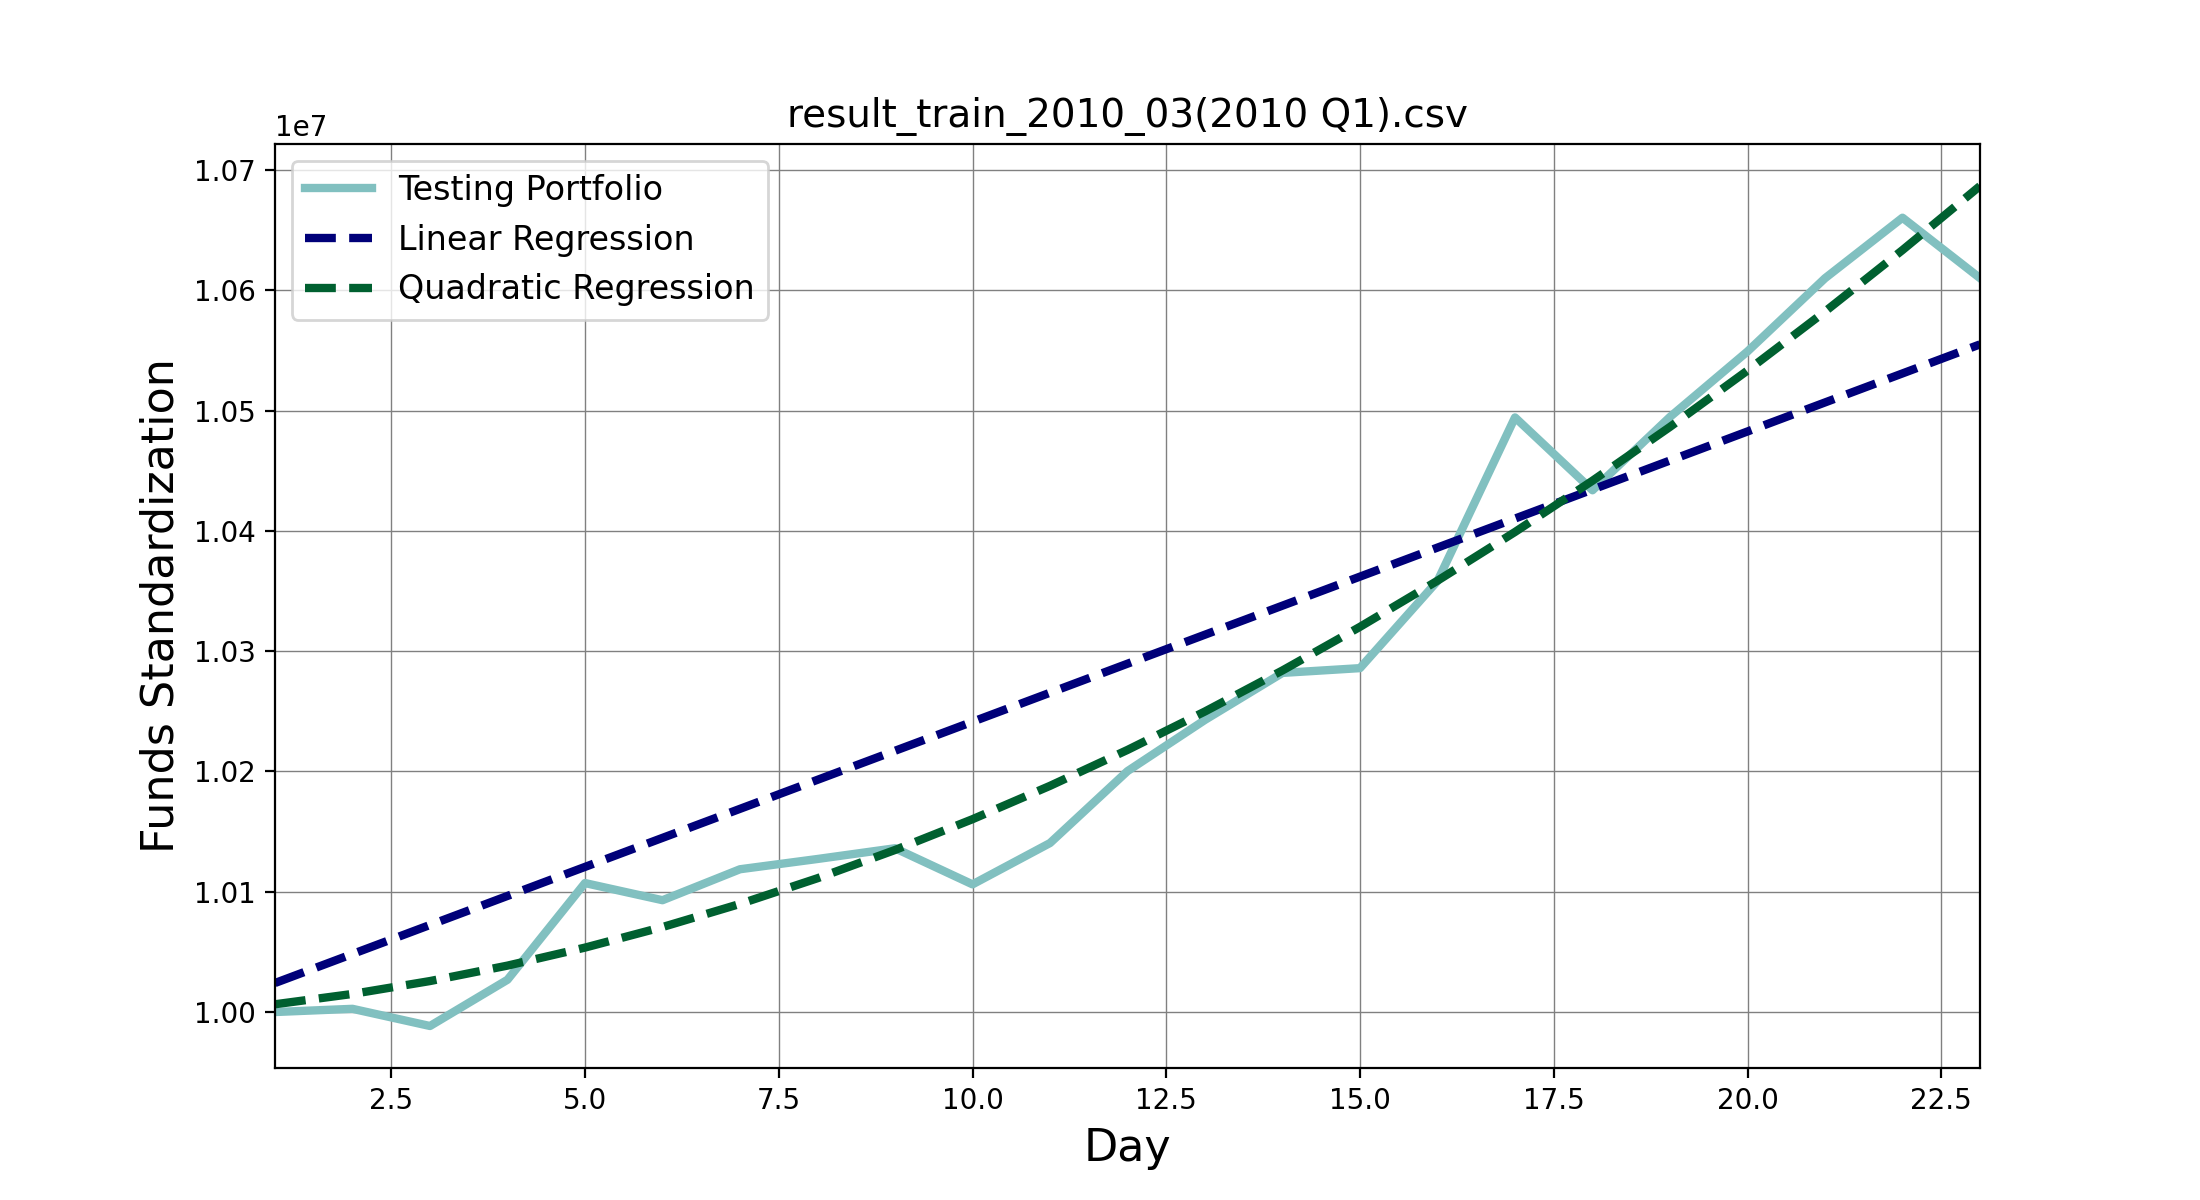 result_train_2010_03(2010 Q1).csv
1e7
1.07
1.06
1.05
1.04
1.03
1.02
1.01
1.00
Funds Standardization
Testing Portfolio
Linear Regression
Quadratic Regression
2.5 5.0 7.5 10.0 12.5 15.0 17.5 20.0 22.5
Day